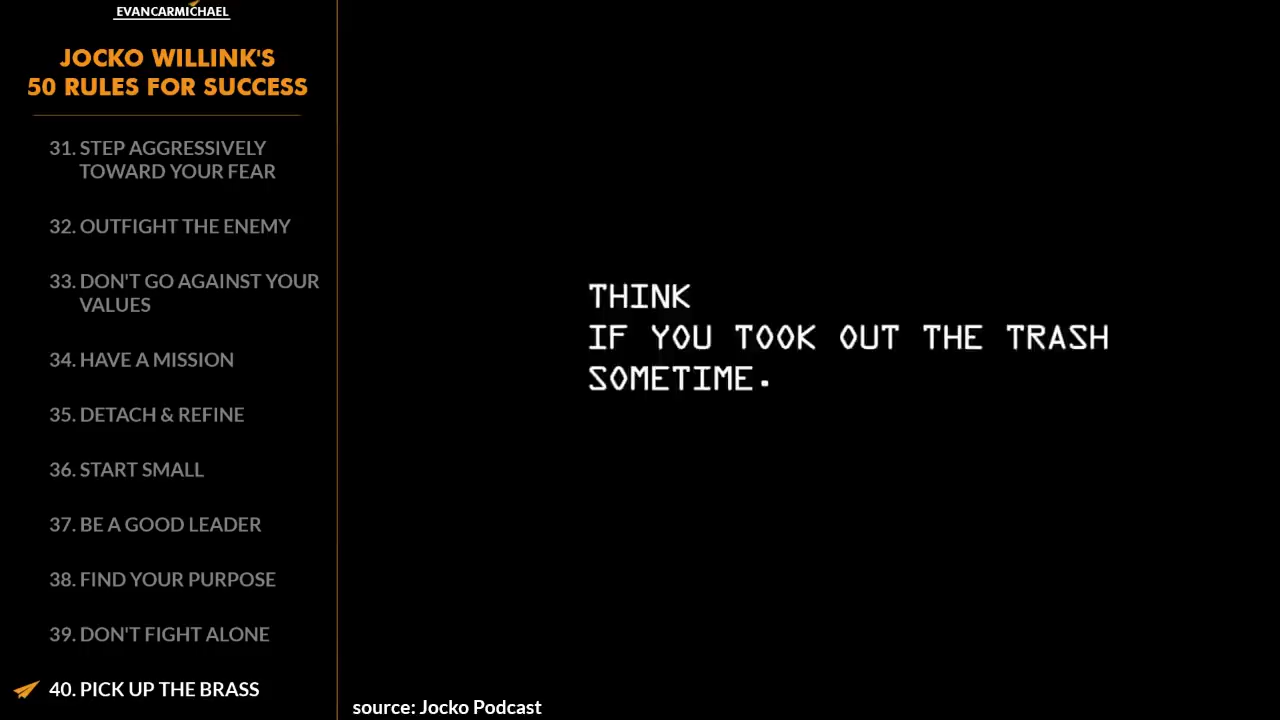 EVANCARMICHAEL
JOCKO WILLINK'S
50 RULES FOR SUCCESS
31. STEP AGGRESSIVELY
TOWARD YOUR FEAR
32. OUTFIGHT THE ENEMY
33. DON'T GO AGAINST YOUR
VALUES
34. HAVE A MISSION
35. DETACH & REFINE
36. START SMALL
37. BE A GOOD LEADER
38. FIND YOUR PURPOSE
39. DON'T FIGHT ALONE
40. PICK UP THE BRASS
THINK
IF YOU TOOK OUT THE TRASH
SOMETIME.
source: Jocko Podcast